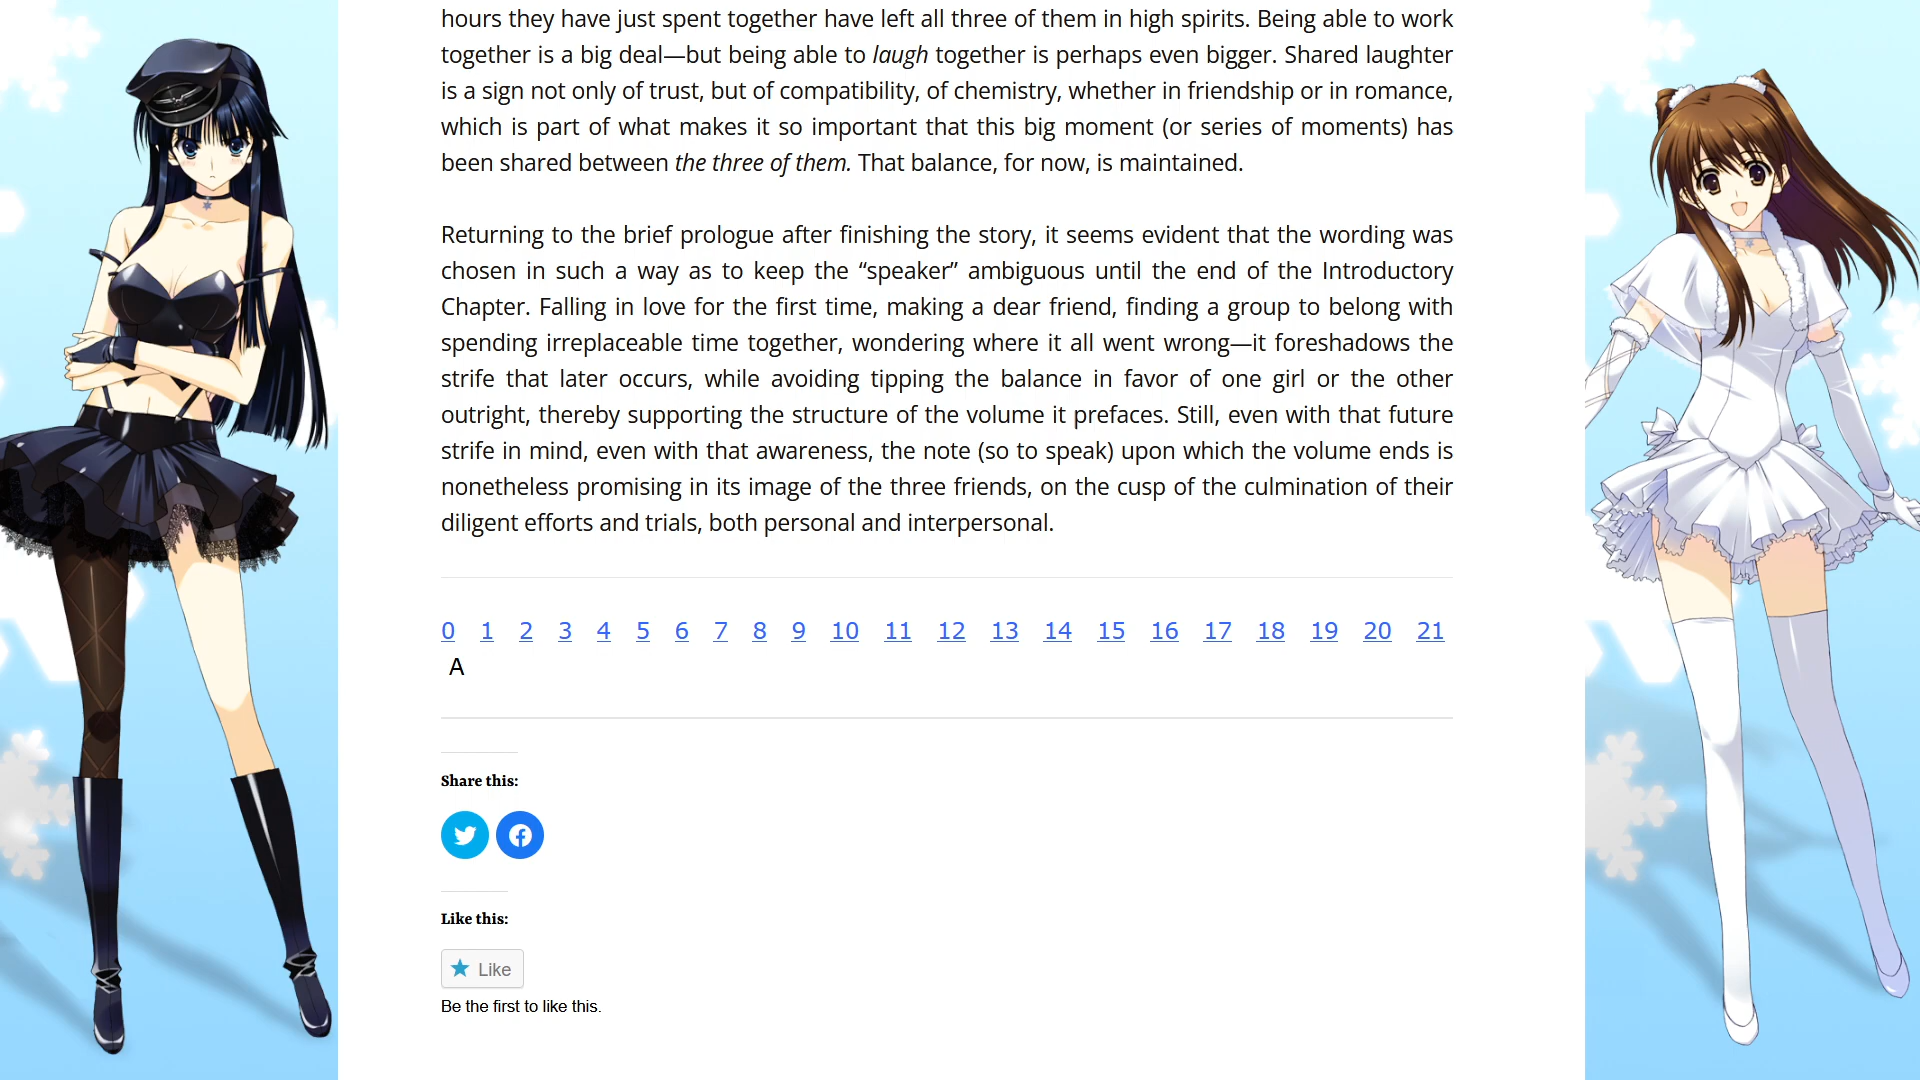 hours they have just spent together have left all three of them in high spirits. Being able to work
together is a big deal—but being able to laugh together is perhaps even bigger. Shared laughter
is a sign not only of trust, but of compatibility, of chemistry, whether in friendship or in romance,
which is part of what makes it so important that this big moment (or series of moments) has
been shared between the three of them. That balance, for now, is maintained.
Returning to the brief prologue after finishing the story, it seems evident that the wording was
chosen in such a way as to keep the “speaker” ambiguous until the end of the Introductory
Chapter. Falling in love for the first time, making a dear friend, finding a group to belong with
spending irreplaceable time together, wondering where it all went wrong—it foreshadows the
strife that later occurs, while avoiding tipping the balance in favor of one girl or the other
outright, thereby supporting the structure of the volume it prefaces. Still, even with that future
strife in mind, even with that awareness, the note (so to speak) upon which the volume ends is
nonetheless promising in its image of the three friends, on the cusp of the culmination of their
diligent efforts and trials, both personal and interpersonal.
0 1 2 3 4 5 6 7 8 9 10 11 12 13 14 15 16 17 18 19 20 21
A
Share this:
Like this:
Like
Be the first to like this.